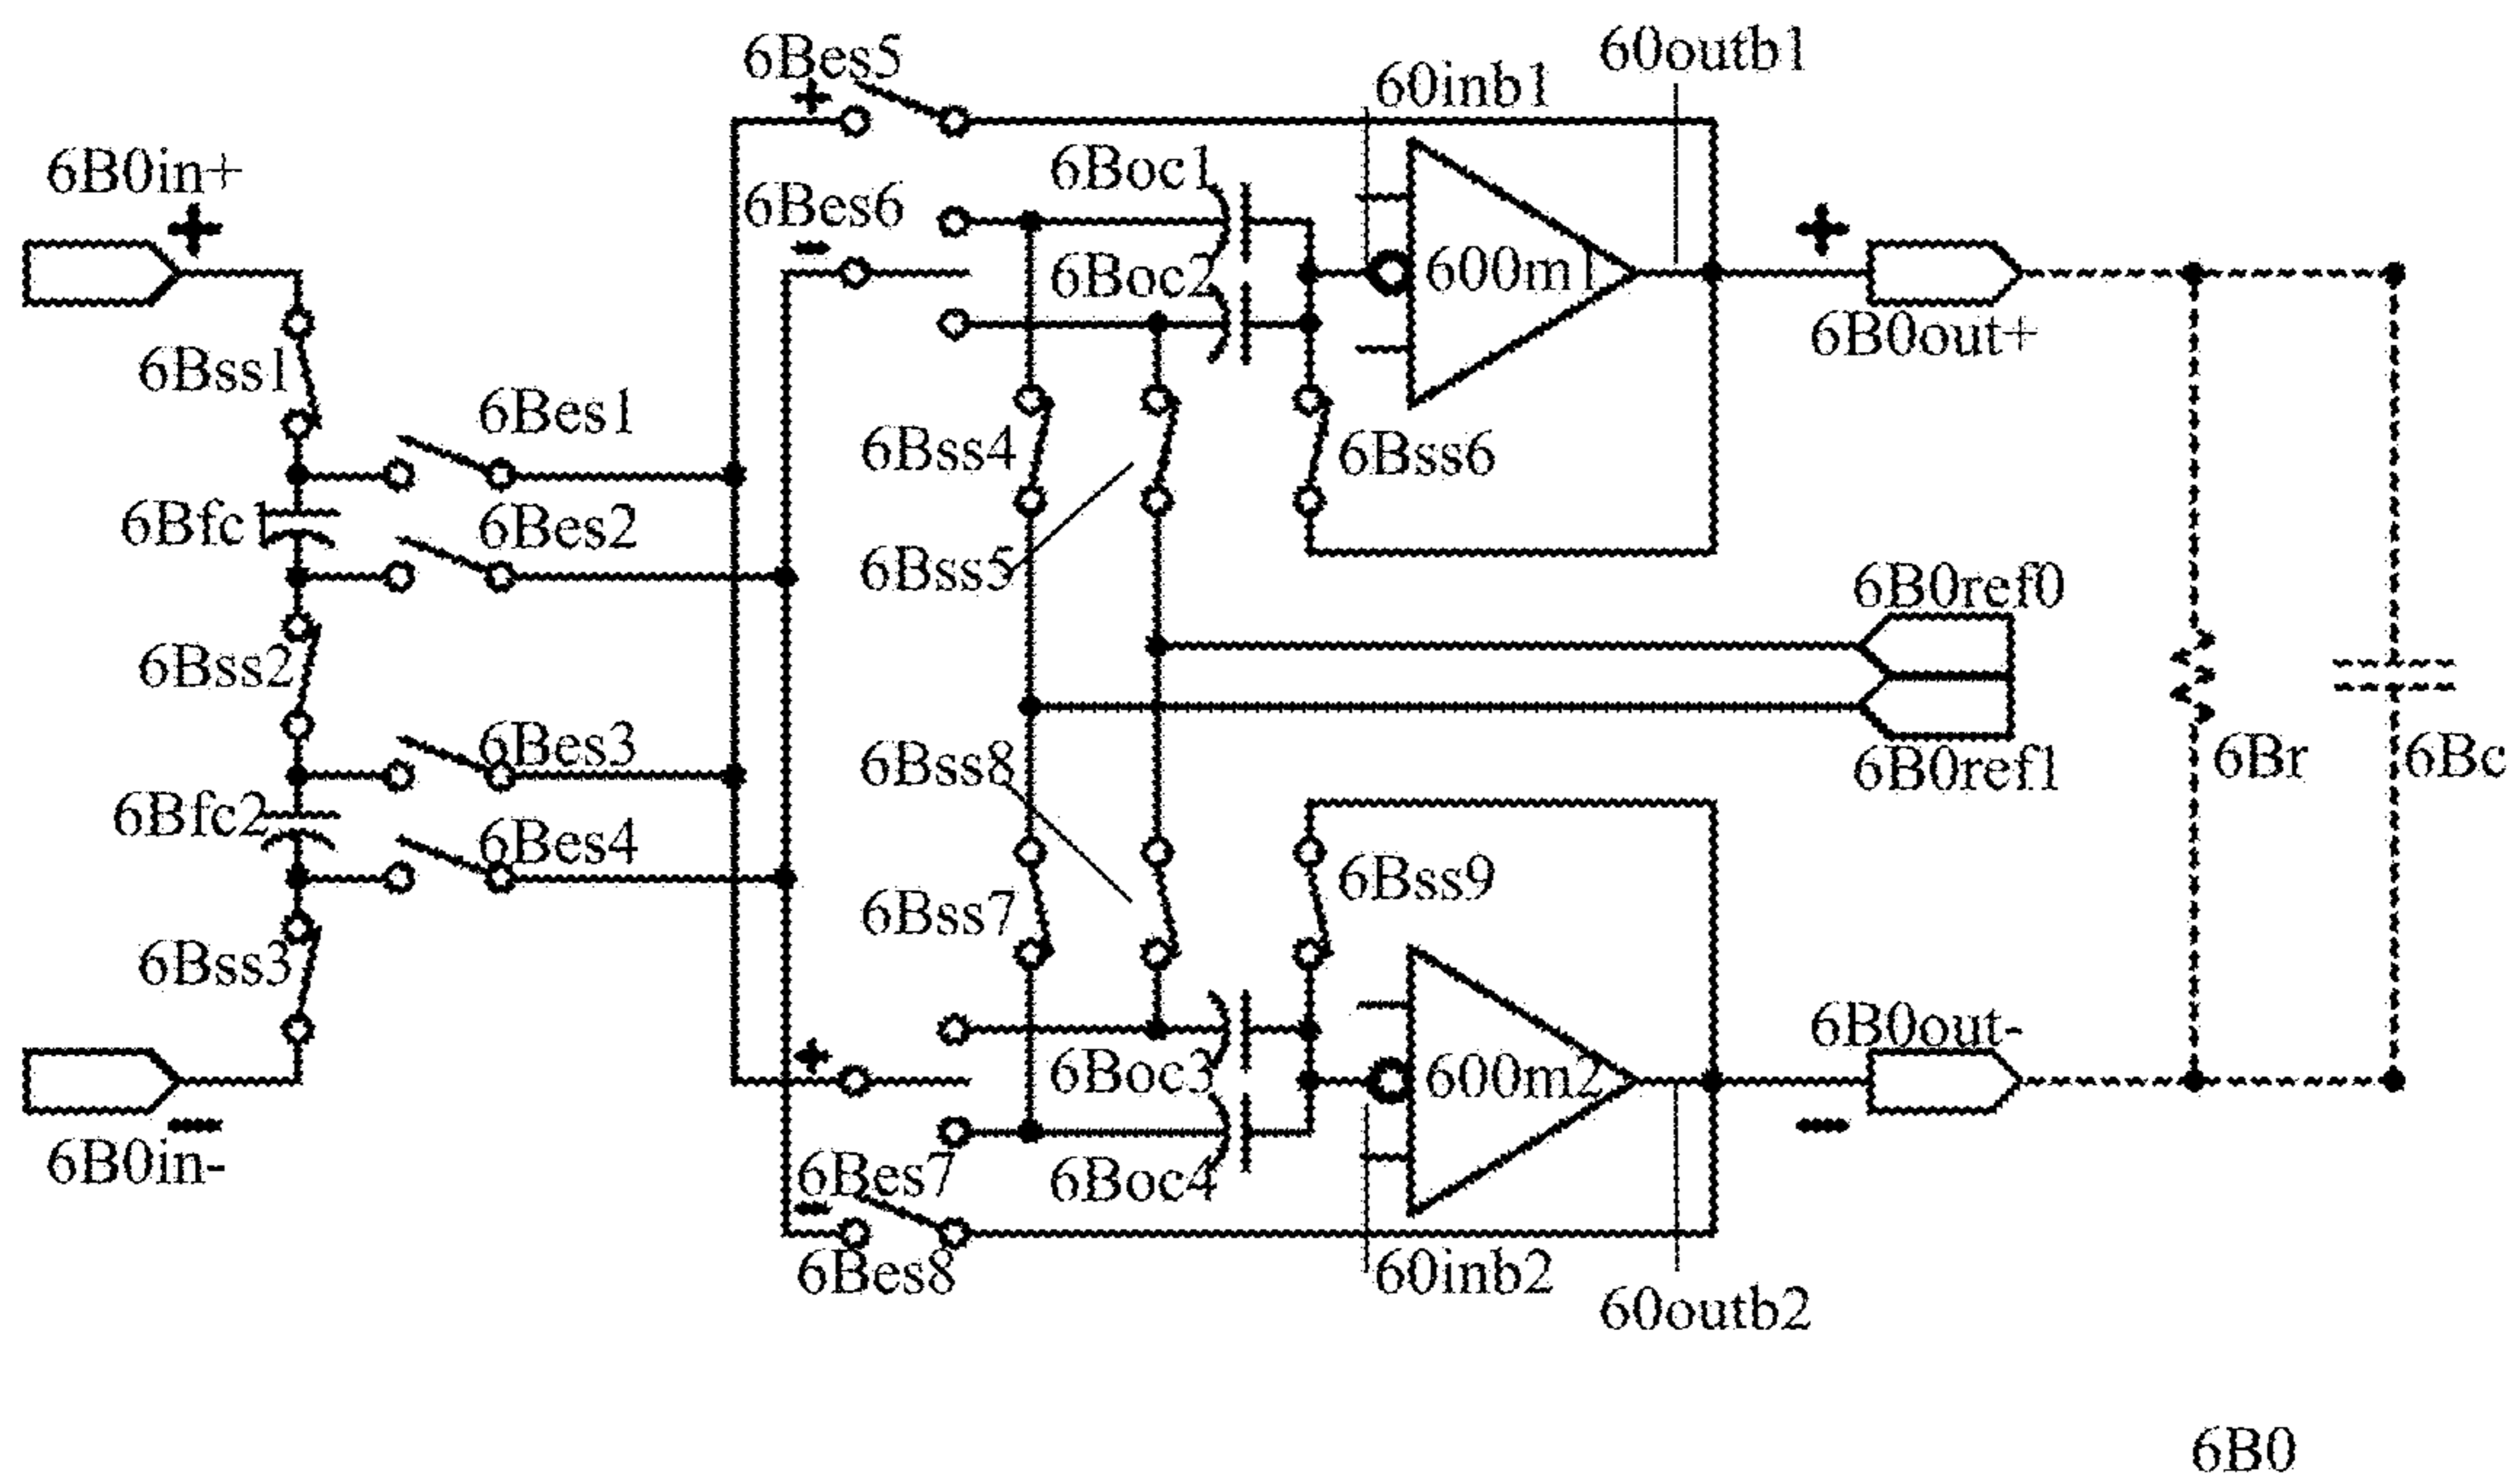 6Bes5
60outb1
60inb1
6B0in+
+
+
6Boc1
6Bes6
-
+
6Boc2
600m1
6B0out+
6Bss1
6Bes1
6Bss4
6Bss6
6Bfc1
6Bes2
6Bss5
6B0ref0
6Bss2
6Bes3
6Bss8
6B0ref1
6Br
6Bc
6Bfc2
6Bes4
6Bss9
6Bss7
6Bss3
6B0out-
+
6Boc3
600m2
-
-
6B0in-
6Bes7
6Boc4
-
6Bes8
60inb2
60outb2
6B0